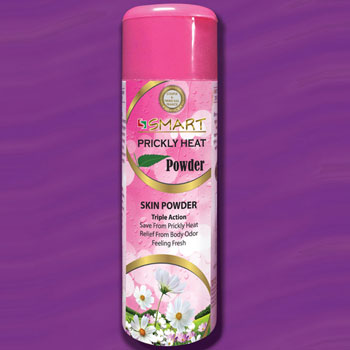 SMART
PRICKLY HEAT
Powder
SKIN POWDER
Triple Action
Save From Prickly Heat
Relief From Body-Odor
Feeling Fresh